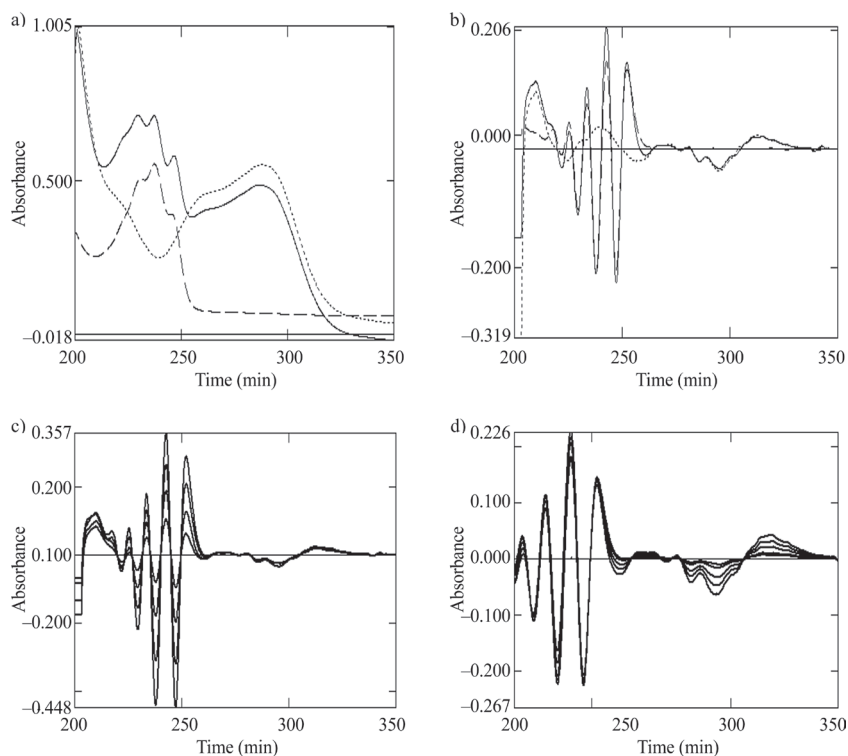 a)
1.005
0.500
−0.018
Absorbance
200 250 300 350
Time (min)
b)
0.206
0.000
−0.200
−0.319
Absorbance
200 250 300 350
Time (min)
c)
0.357
0.200
0.100
−0.200
−0.448
Absorbance
200 250 300 350
Time (min)
d)
0.226
0.100
0.000
−0.100
−0.200
−0.267
Absorbance
200 250 300 350
Time (min)